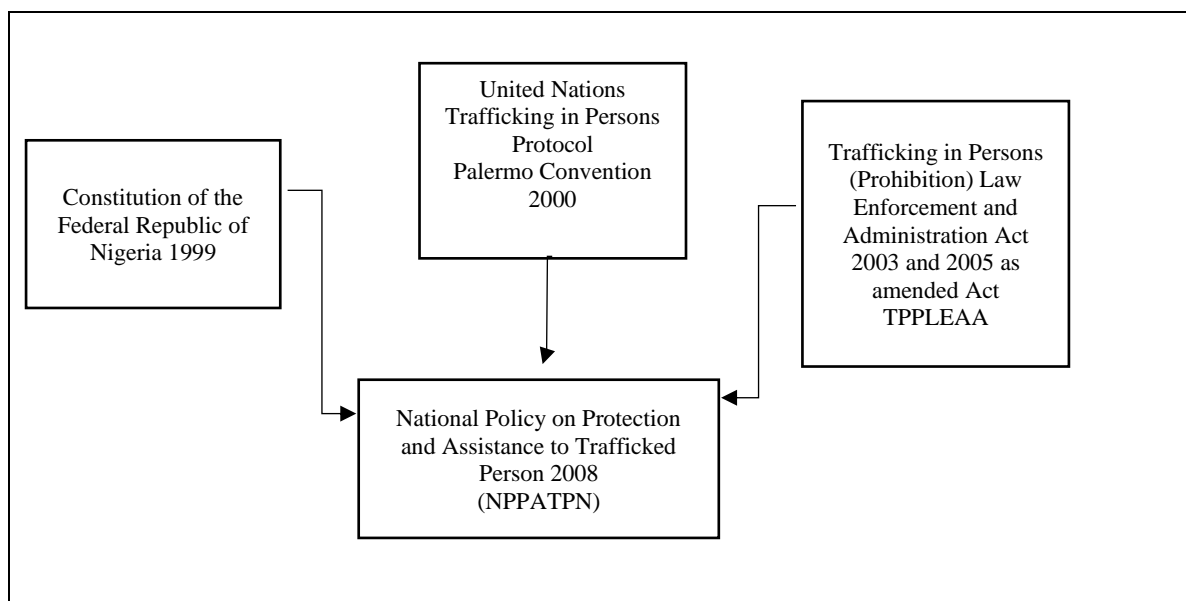 United Nations
Trafficking in Persons
Protocol
Palermo Convention
2000
Constitution of the
Federal Republic of
Nigeria 1999
Trafficking in Persons
(Prohibition) Law
Enforcement and
Administration Act
2003 and 2005 as
amended Act
TPPLEAA
National Policy on Protection
and Assistance to Trafficked
Person 2008
(NPPATPN)